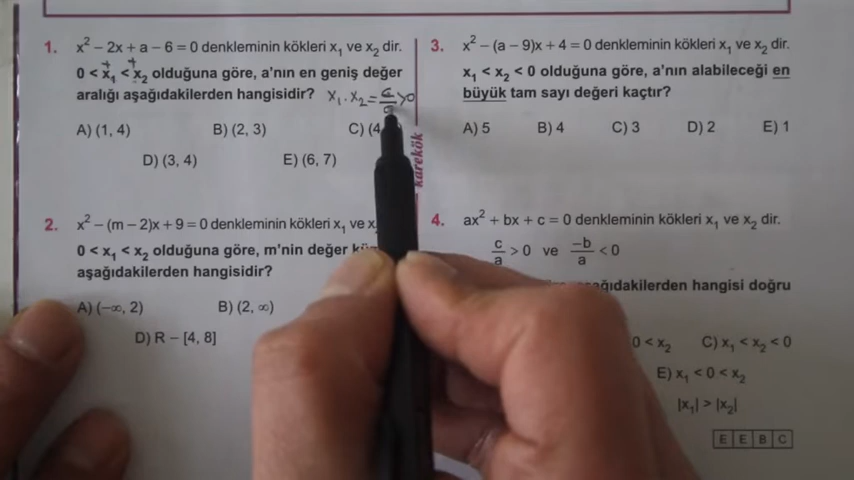 1. x² – 2x + a – 6 = 0 denkleminin kökleri x₁ ve x₂ dir.
0 < x₁ < x₂ olduğuna göre, a'nın en geniş değer
aralığı aşağıdakilerden hangisidir? x₁ . x₂ = c/a > 0
A) (1, 4) B) (2, 3) C) (4
D) (3, 4) E) (6, 7)
2. x² – (m – 2)x + 9 = 0 denkleminin kökleri x₁ ve x
0 < x₁ < x₂ olduğuna göre, m'nin değer
aşağıdakilerden hangisidir?
A) (–∞, 2) B) (2, ∞)
D) R – [4, 8]
karekök
3. x² – (a – 9)x + 4 = 0 denkleminin kökleri x₁ ve x₂ dir.
x₁ < x₂ < 0 olduğuna göre, a'nın alabileceği en
büyük tam sayı değeri kaçtır?
A) 5 B) 4 C) 3 D) 2 E) 1
4. ax² + bx + c = 0 denkleminin kökleri x₁ ve x₂ dir.
c/a > 0 ve –b/a < 0
hangisi doğru
0 < x₂ C) x₁ < x₂ < 0
E) x₁ < 0 < x₂
|x₁| > |x₂|
E E B C